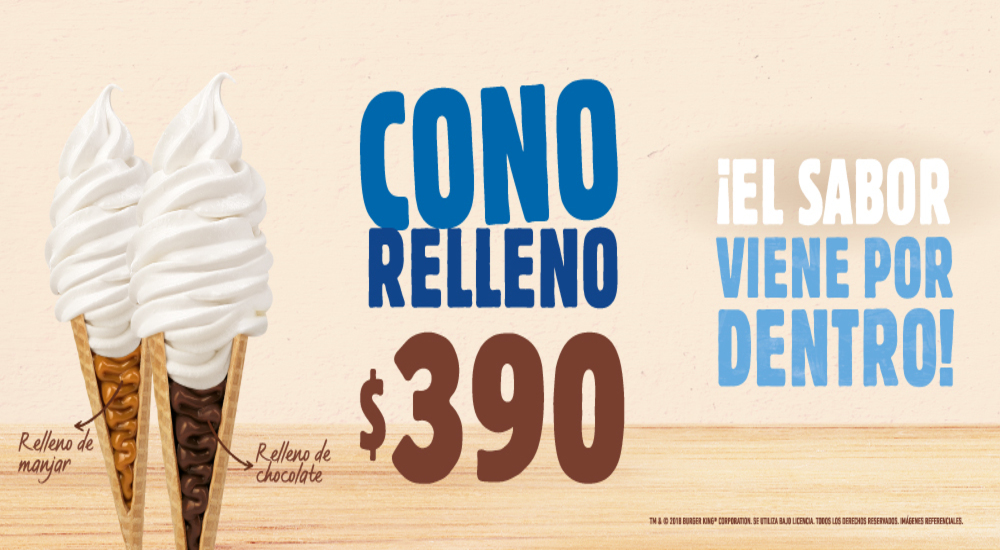 CONO
RELLENO
$390
¡EL SABOR
VIENE POR
DENTRO!
Relleno de
manjar
Relleno de
chocolate
TM & © 2018 BURGER KING® CORPORATION. SE UTILIZA BAJO LICENCIA. TODOS LOS DERECHOS RESERVADOS. IMÁGENES REFERENCIALES.